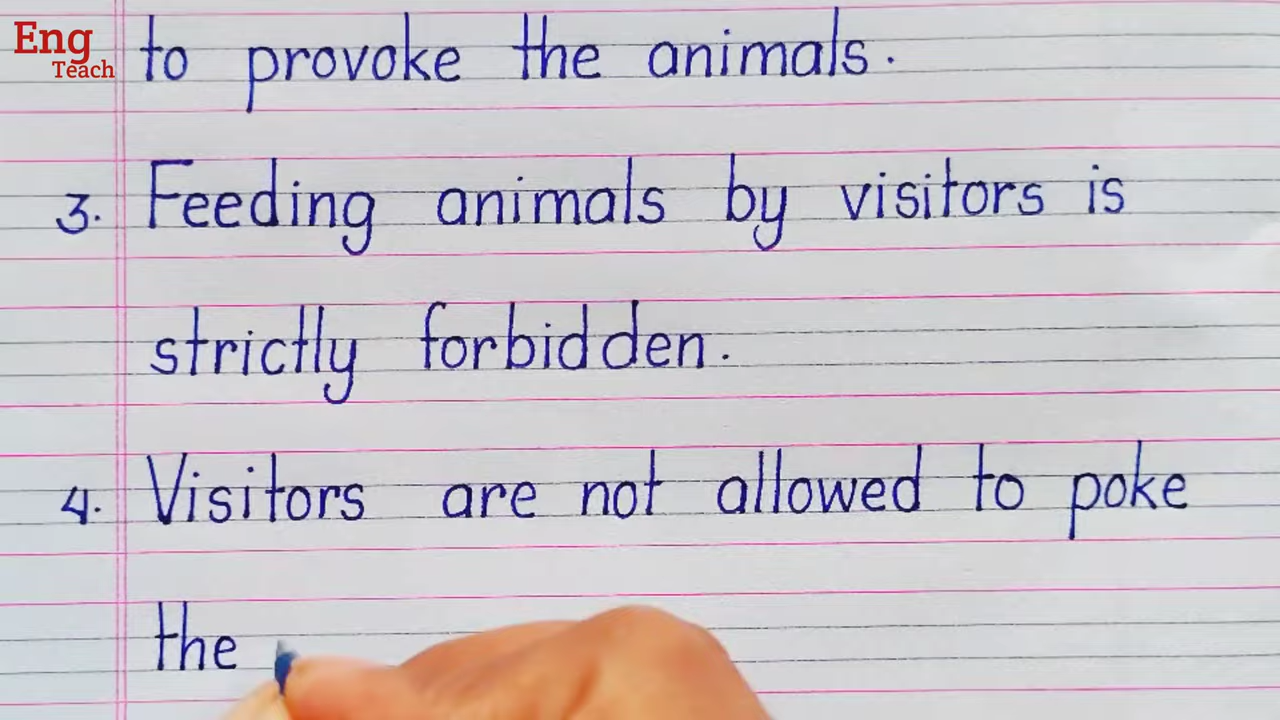 Eng
Teach
to provoke the animals.
3. Feeding animals by visitors is
strictly forbidden.
4. Visitors are not allowed to poke
the